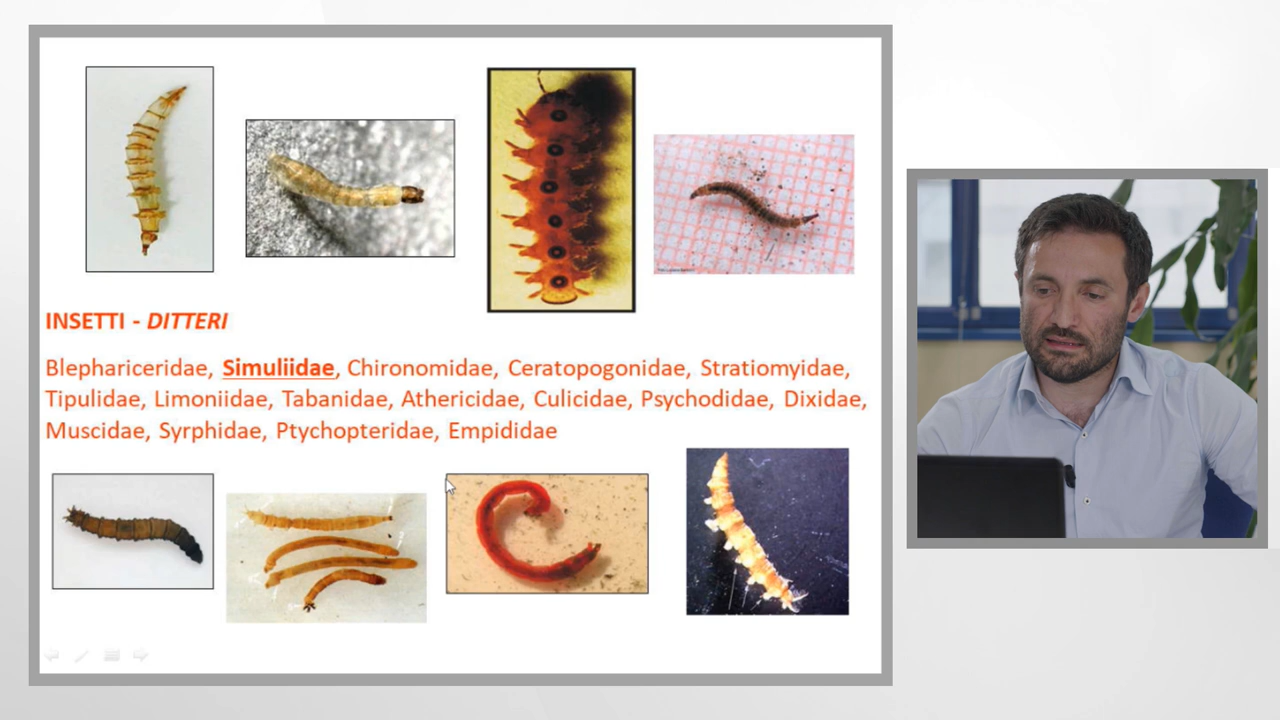 INSETTI - DITTERI
Blephariceridae, Simuliidae, Chironomidae, Ceratopogonidae, Stratiomyidae,
Tipulidae, Limoniidae, Tabanidae, Athericidae, Culicidae, Psychodidae, Dixidae,
Muscidae, Syrphidae, Ptychopteridae, Empididae